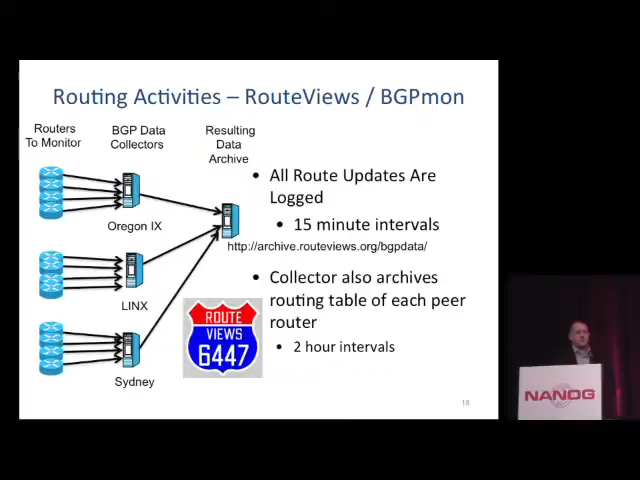 Routing Activities – RouteViews / BGPmon
Routers
To Monitor
BGP Data
Collectors
Resulting
Data
Archive
Oregon IX
LINX
Sydney
• All Route Updates Are
Logged
• 15 minute intervals
http://archive.routeviews.org/bgpdata/
• Collector also archives
routing table of each peer
router
• 2 hour intervals
ROUTE
VIEWS
6447
18
NANOG